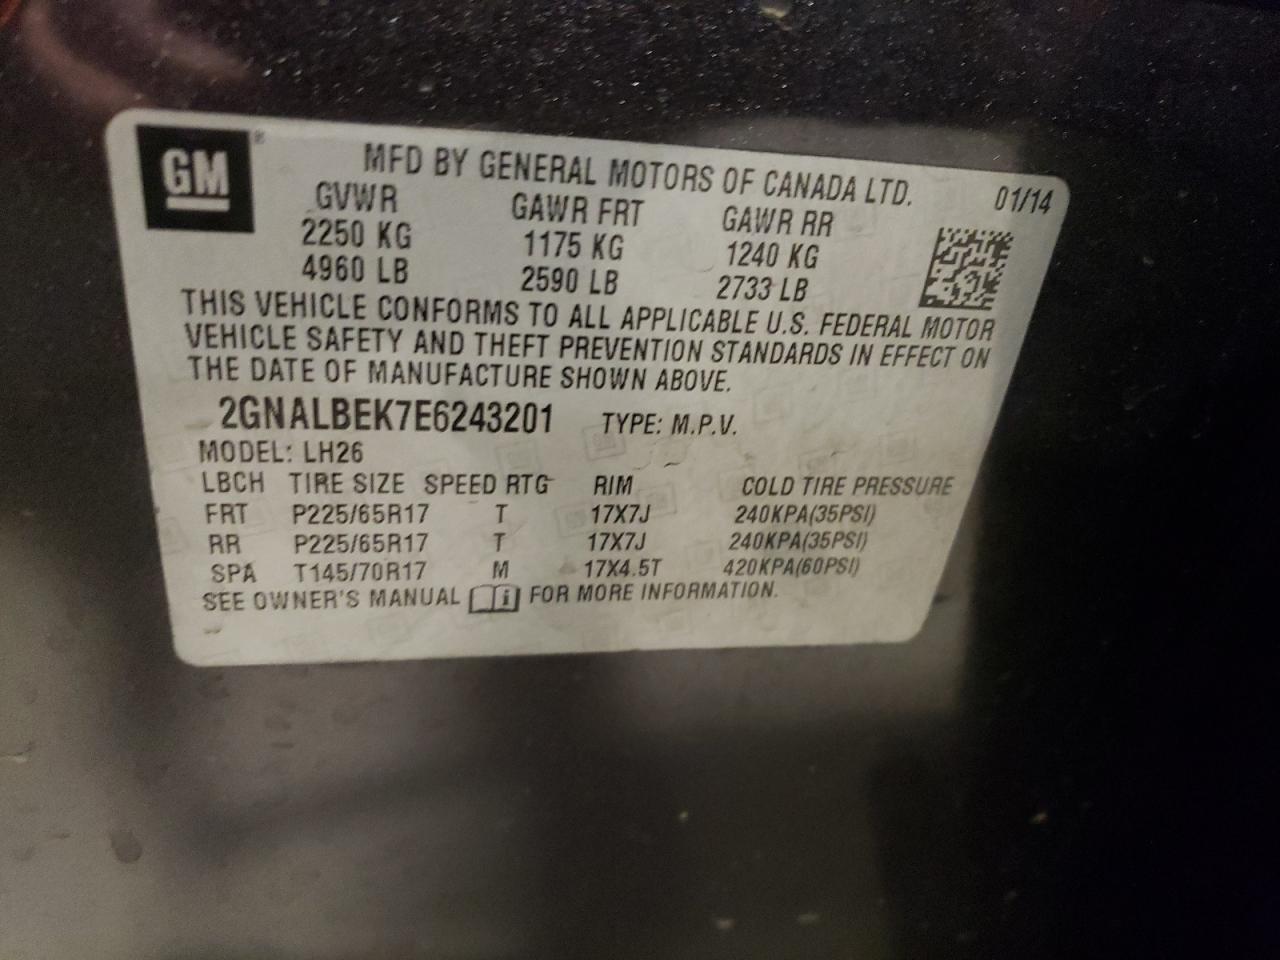 GM ®
MFD BY GENERAL MOTORS OF CANADA LTD. 01/14
GVWR GAWR FRT GAWR RR
2250 KG 1175 KG 1240 KG
4960 LB 2590 LB 2733 LB
THIS VEHICLE CONFORMS TO ALL APPLICABLE U.S. FEDERAL MOTOR
VEHICLE SAFETY AND THEFT PREVENTION STANDARDS IN EFFECT ON
THE DATE OF MANUFACTURE SHOWN ABOVE.
2GNALBEK7E6243201 TYPE: M.P.V.
MODEL: LH26
LBCH TIRE SIZE SPEED RTG RIM COLD TIRE PRESSURE
FRT P225/65R17 T 17X7J 240KPA(35PSI)
RR P225/65R17 T 17X7J 240KPA(35PSI)
SPA T145/70R17 M 17X4.5T 420KPA(60PSI)
SEE OWNER'S MANUAL i FOR MORE INFORMATION.